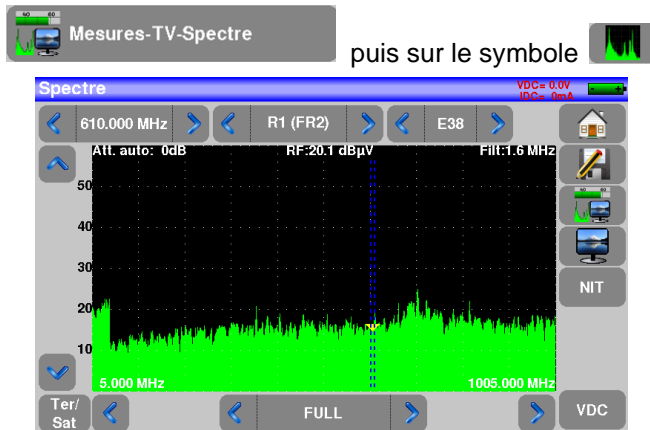 40 60
Mesures-TV-Spectre
puis sur le symbole
Spectre
VDC= 0.0V
IDC= 0mA
610.000 MHz
R1 (FR2)
E38
Att. auto: 0dB
RF:20.1 dBµV
Filt:1.6 MHz
50
40
30
20
10
5.000 MHz
1005.000 MHz
NIT
Ter/
Sat
FULL
VDC